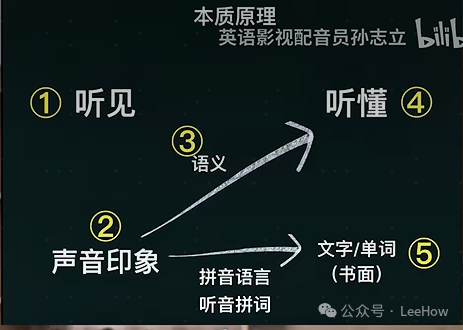 本质原理
英语影视配音员孙志立
① 听见
听懂 ④
③
语义
②
声音印象
文字/单词 ⑤
（书面）
拼音语言
听音拼词
公众号 · LeeHow